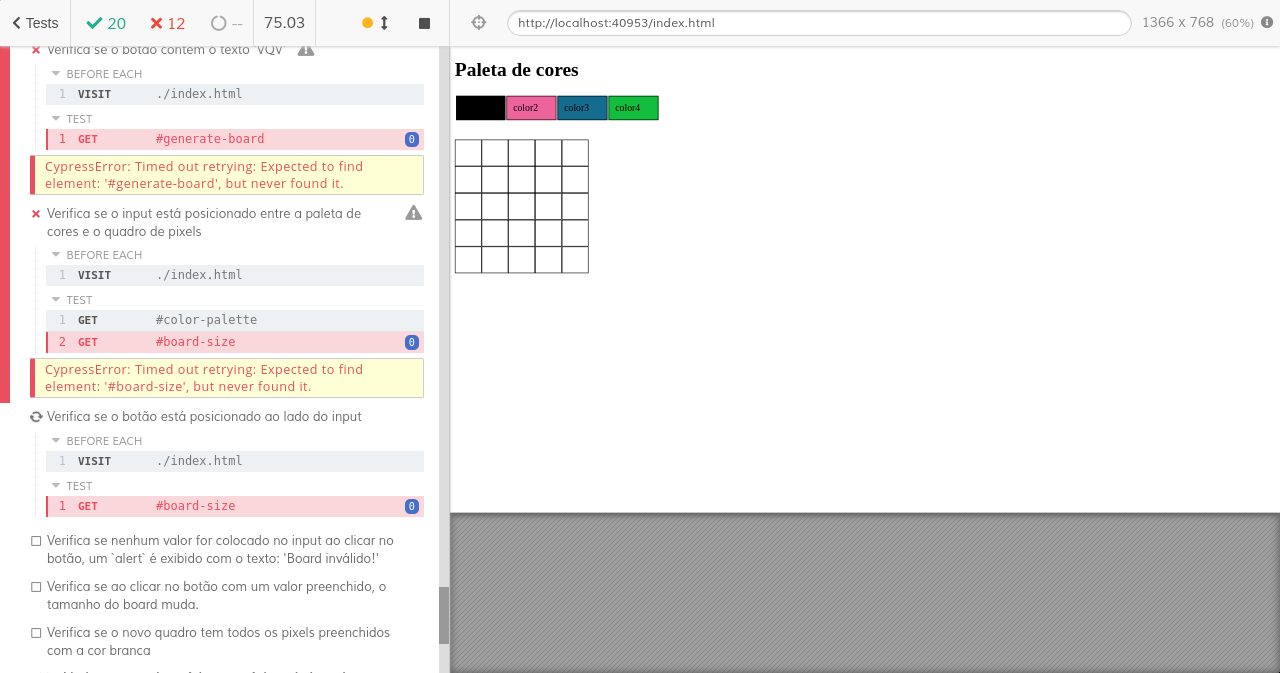 Tests 20 12 -- 75.03 http://localhost:40953/index.html 1366 x 768 (60%)
Verifica se o botão contém o texto 'VQV'
BEFORE EACH
1 VISIT ./index.html
TEST
1 GET #generate-board 0
CypressError: Timed out retrying: Expected to find
element: '#generate-board', but never found it.
Verifica se o input está posicionado entre a paleta de
cores e o quadro de pixels
BEFORE EACH
1 VISIT ./index.html
TEST
1 GET #color-palette
2 GET #board-size 0
CypressError: Timed out retrying: Expected to find
element: '#board-size', but never found it.
Verifica se o botão está posicionado ao lado do input
BEFORE EACH
1 VISIT ./index.html
TEST
1 GET #board-size 0
Verifica se nenhum valor for colocado no input ao clicar no
botão, um `alert` é exibido com o texto: 'Board inválido!'
Verifica se ao clicar no botão com um valor preenchido, o
tamanho do board muda.
Verifica se o novo quadro tem todos os pixels preenchidos
com a cor branca
Paleta de cores
color2 color3 color4